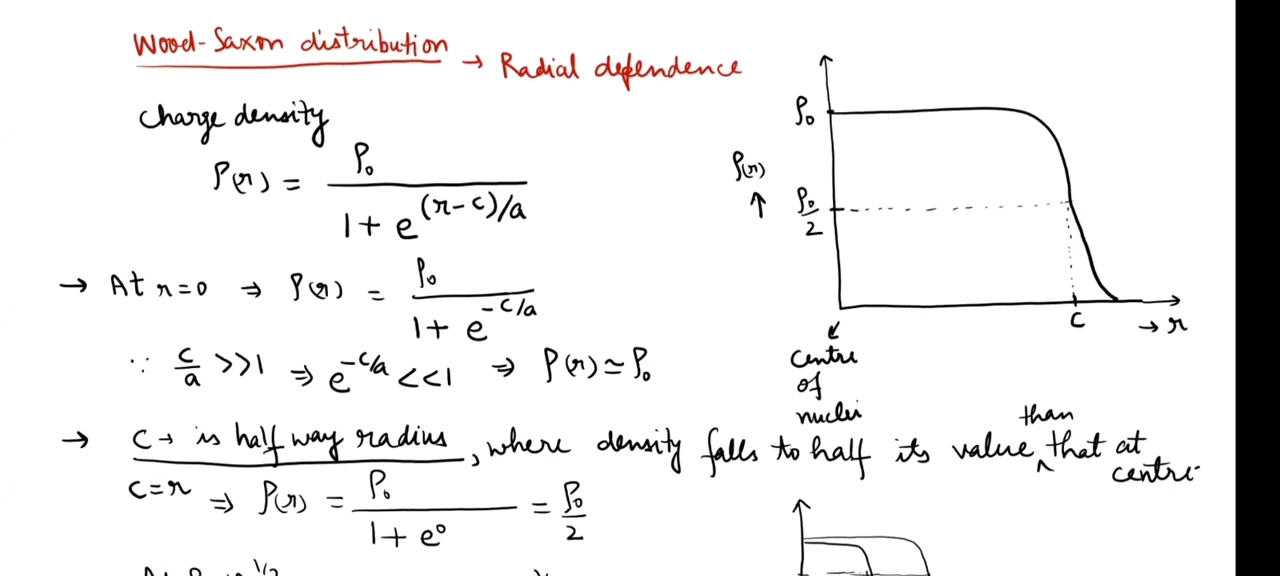 Wood-Saxon distribution → Radial dependence
Charge density
ρ(r) = ρ₀ / (1 + e^(r-c)/a)
→ At r=0 ⇒ ρ(r) = ρ₀ / (1 + e^-c/a)
∵ c/a >>1 ⇒ e^-c/a <<1 ⇒ ρ(r) ≃ ρ₀
→ C → is half way radius, where density falls to half its value than that at centre
c=r ⇒ ρ(r) = ρ₀ / (1 + e⁰) = ρ₀/2
ρ₀
ρ(r)
↑
ρ₀/2
C
→ r
centre
of
nuclei